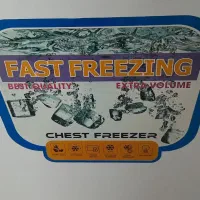 FAST FREEZING
BEST QUALITY EXTRA VOLUME
CHEST FREEZER